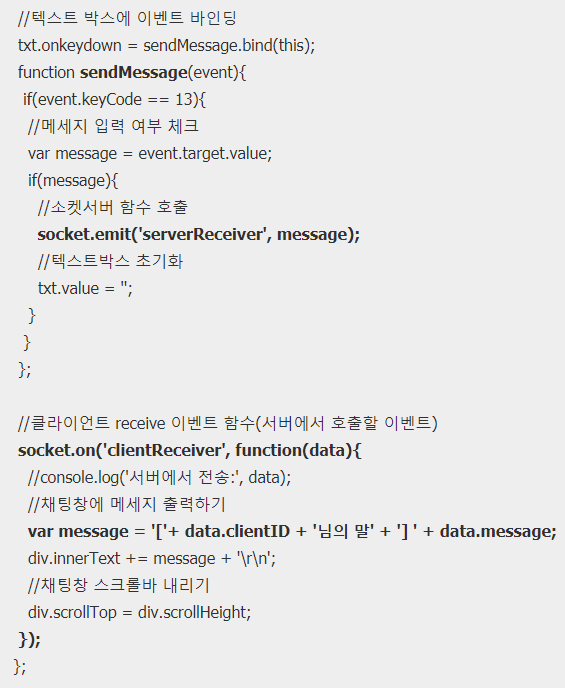 //텍스트 박스에 이벤트 바인딩
txt.onkeydown = sendMessage.bind(this);
function sendMessage(event){
if(event.keyCode == 13){
//메세지 입력 여부 체크
var message = event.target.value;
if(message){
//소켓서버 함수 호출
socket.emit('serverReceiver', message);
//텍스트박스 초기화
txt.value = '';
}
}
};
//클라이언트 receive 이벤트 함수(서버에서 호출할 이벤트)
socket.on('clientReceiver', function(data){
//console.log('서버에서 전송:', data);
//채팅창에 메세지 출력하기
var message = '['+ data.clientID + '님의 말' + '] ' + data.message;
div.innerText += message + '\r\n';
//채팅창 스크롤바 내리기
div.scrollTop = div.scrollHeight;
});
};